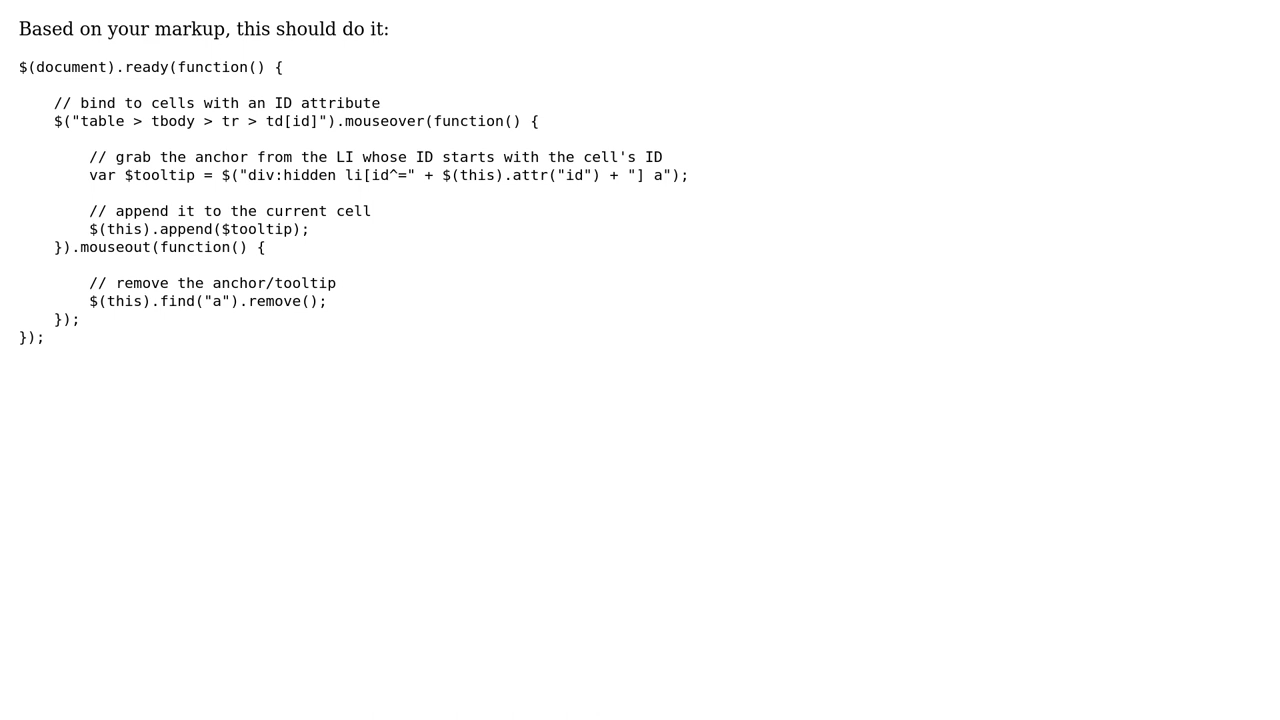 Based on your markup, this should do it:
$(document).ready(function() {
    // bind to cells with an ID attribute
    $("table > tbody > tr > td[id]").mouseover(function() {
        // grab the anchor from the LI whose ID starts with the cell's ID
        var $tooltip = $("div:hidden li[id^=" + $(this).attr("id") + "] a");
        // append it to the current cell
        $(this).append($tooltip);
    }).mouseout(function() {
        // remove the anchor/tooltip
        $(this).find("a").remove();
    });
});